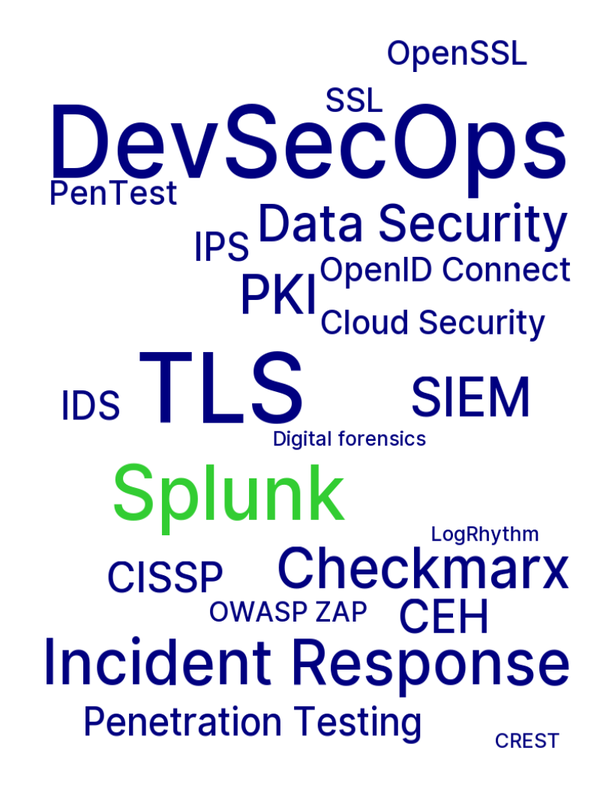 OpenSSL
SSL
DevSecOps
PenTest
Data Security
IPS
OpenID Connect
PKI
Cloud Security
TLS
SIEM
IDS
Digital forensics
Splunk
LogRhythm
Checkmarx
CISSP
OWASP ZAP
CEH
Incident Response
Penetration Testing
CREST